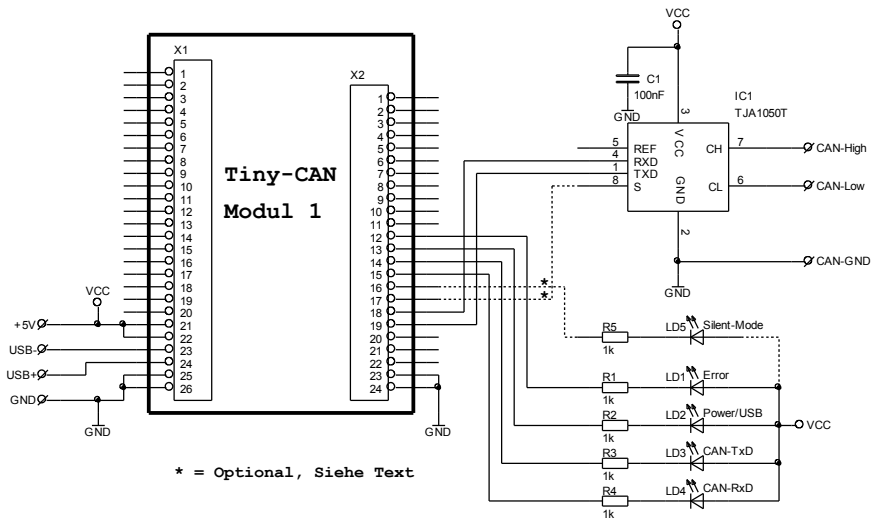 VCC
X1
X2
C1
100nF
GND
IC1
TJA1050T
3
VCC
5
REF
4
RXD
1
TXD
8
S
CH
7
CAN-High
CL
6
CAN-Low
GND
2
CAN-GND
GND
1
2
3
4
5
6
7
8
9
10
11
12
13
14
15
16
17
18
19
20
21
22
23
24
25
26
Tiny-CAN
Modul 1
1
2
3
4
5
6
7
8
9
10
11
12
13
14
15
16
17
18
19
20
21
22
23
24
*
*
VCC
+5V
USB-
USB+
GND
GND
GND
R5
1k
LD5
Silent-Mode
R1
1k
LD1
Error
R2
1k
LD2
Power/USB
VCC
R3
1k
LD3
CAN-TxD
R4
1k
LD4
CAN-RxD
* = Optional, Siehe Text